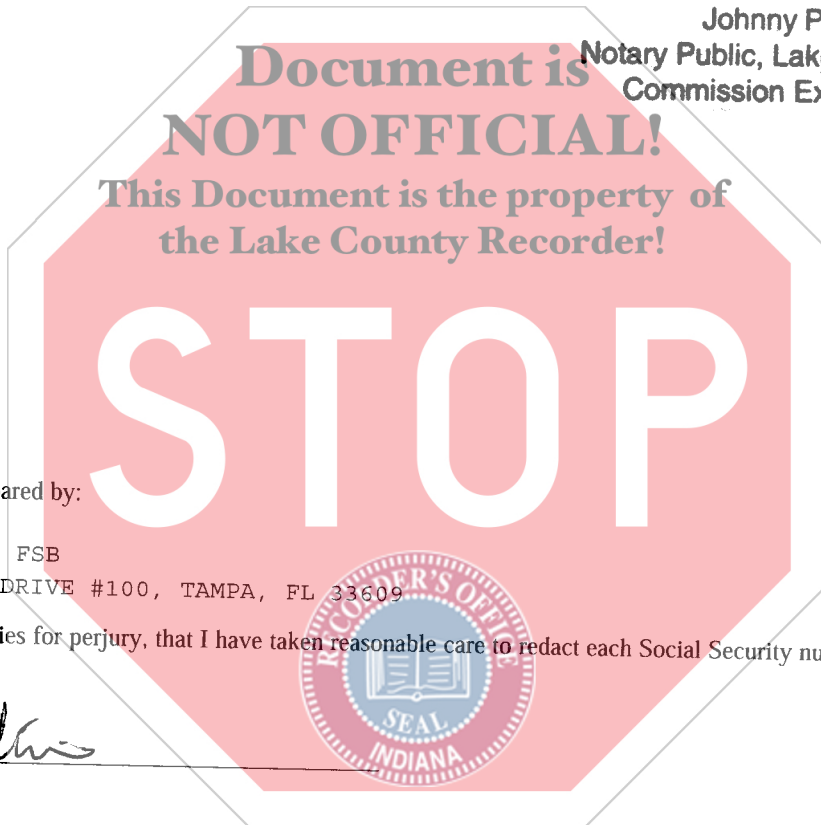 Johnny P
Document is
Notary Public, Lak
Commission Ex
NOT OFFICIAL!
This Document is the property of
the Lake County Recorder!
STOP
ared by:
FSB
DRIVE #100, TAMPA, FL 33609
ies for perjury, that I have taken reasonable care to redact each Social Security nu
RECORDER'S OFFICE
SEAL
INDIANA